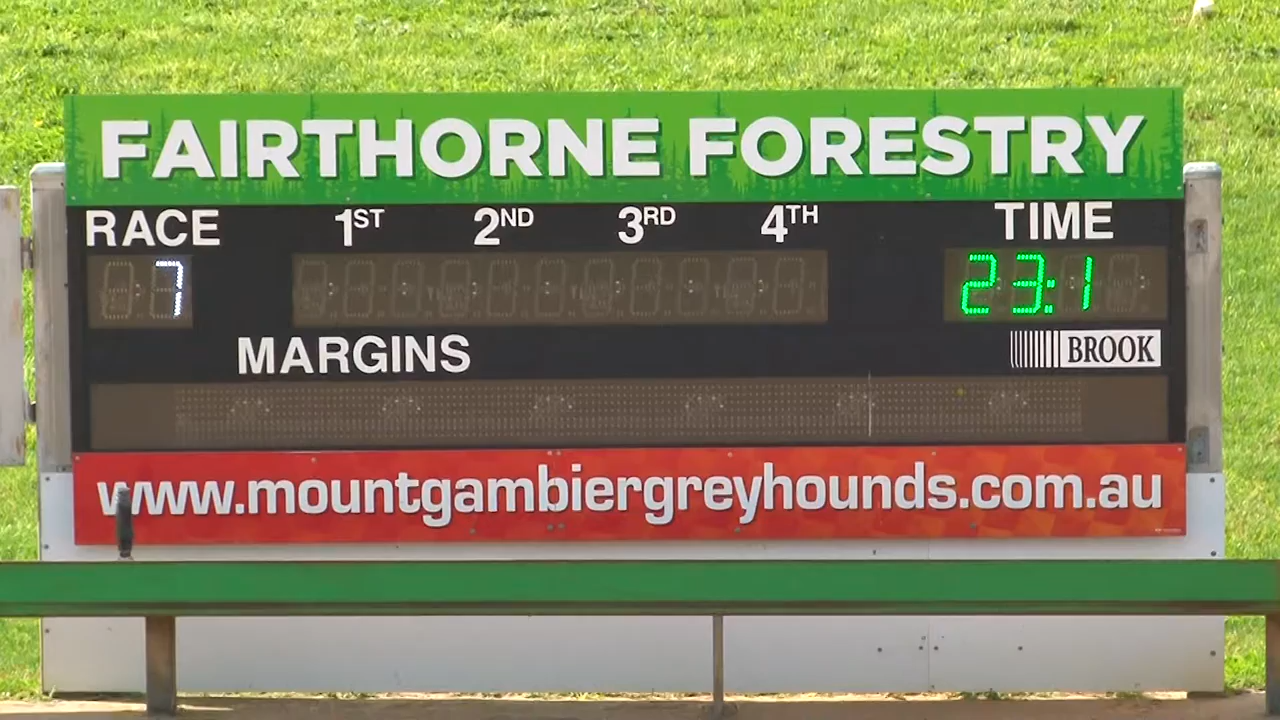 FAIRTHORNE FORESTRY
RACE 1ST 2ND 3RD 4TH TIME
7 23:1
MARGINS BROOK
www.mountgambiergreyhounds.com.au